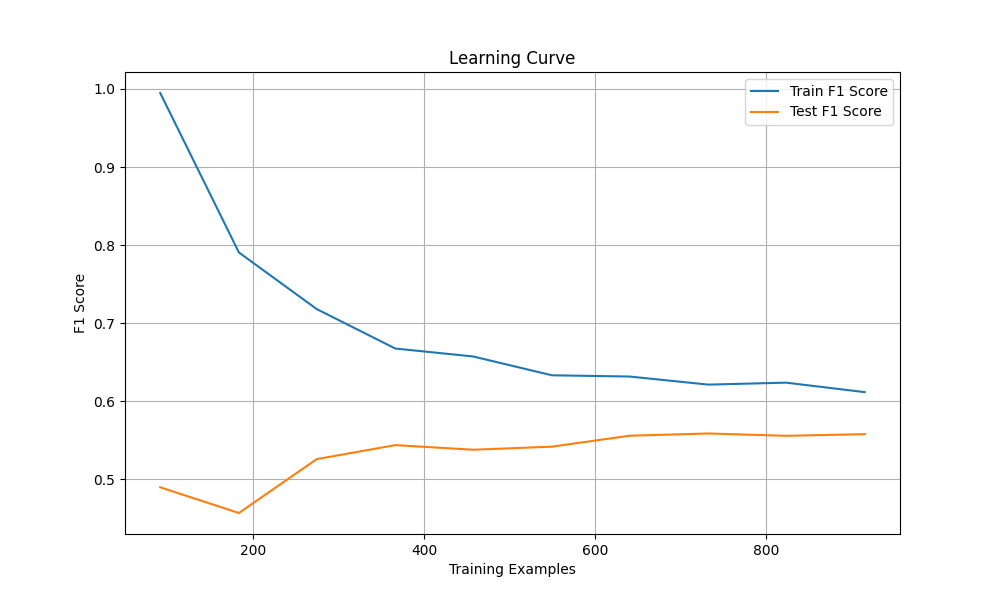 Learning Curve
Train F1 Score
Test F1 Score
F1 Score
1.0
0.9
0.8
0.7
0.6
0.5
200 400 600 800
Training Examples